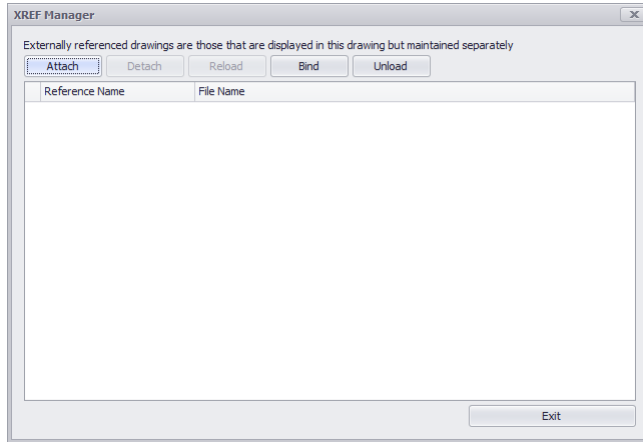 XREF Manager
Externally referenced drawings are those that are displayed in this drawing but maintained separately
Attach Detach Reload Bind Unload
Reference Name File Name
Exit